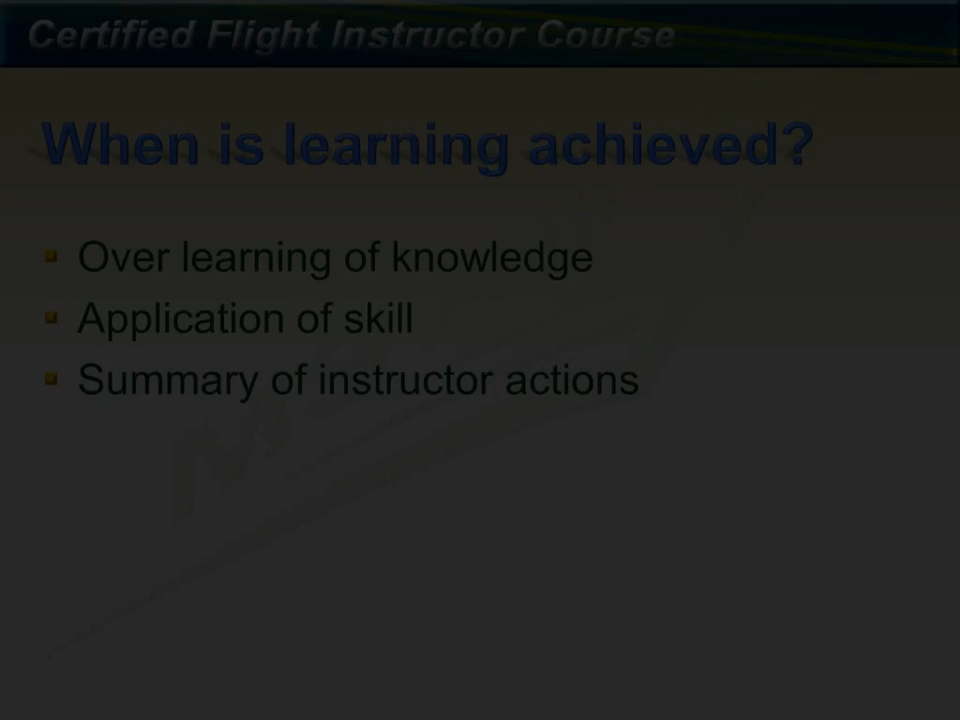 Certified Flight Instructor Course
When is learning achieved?
Over learning of knowledge
Application of skill
Summary of instructor actions